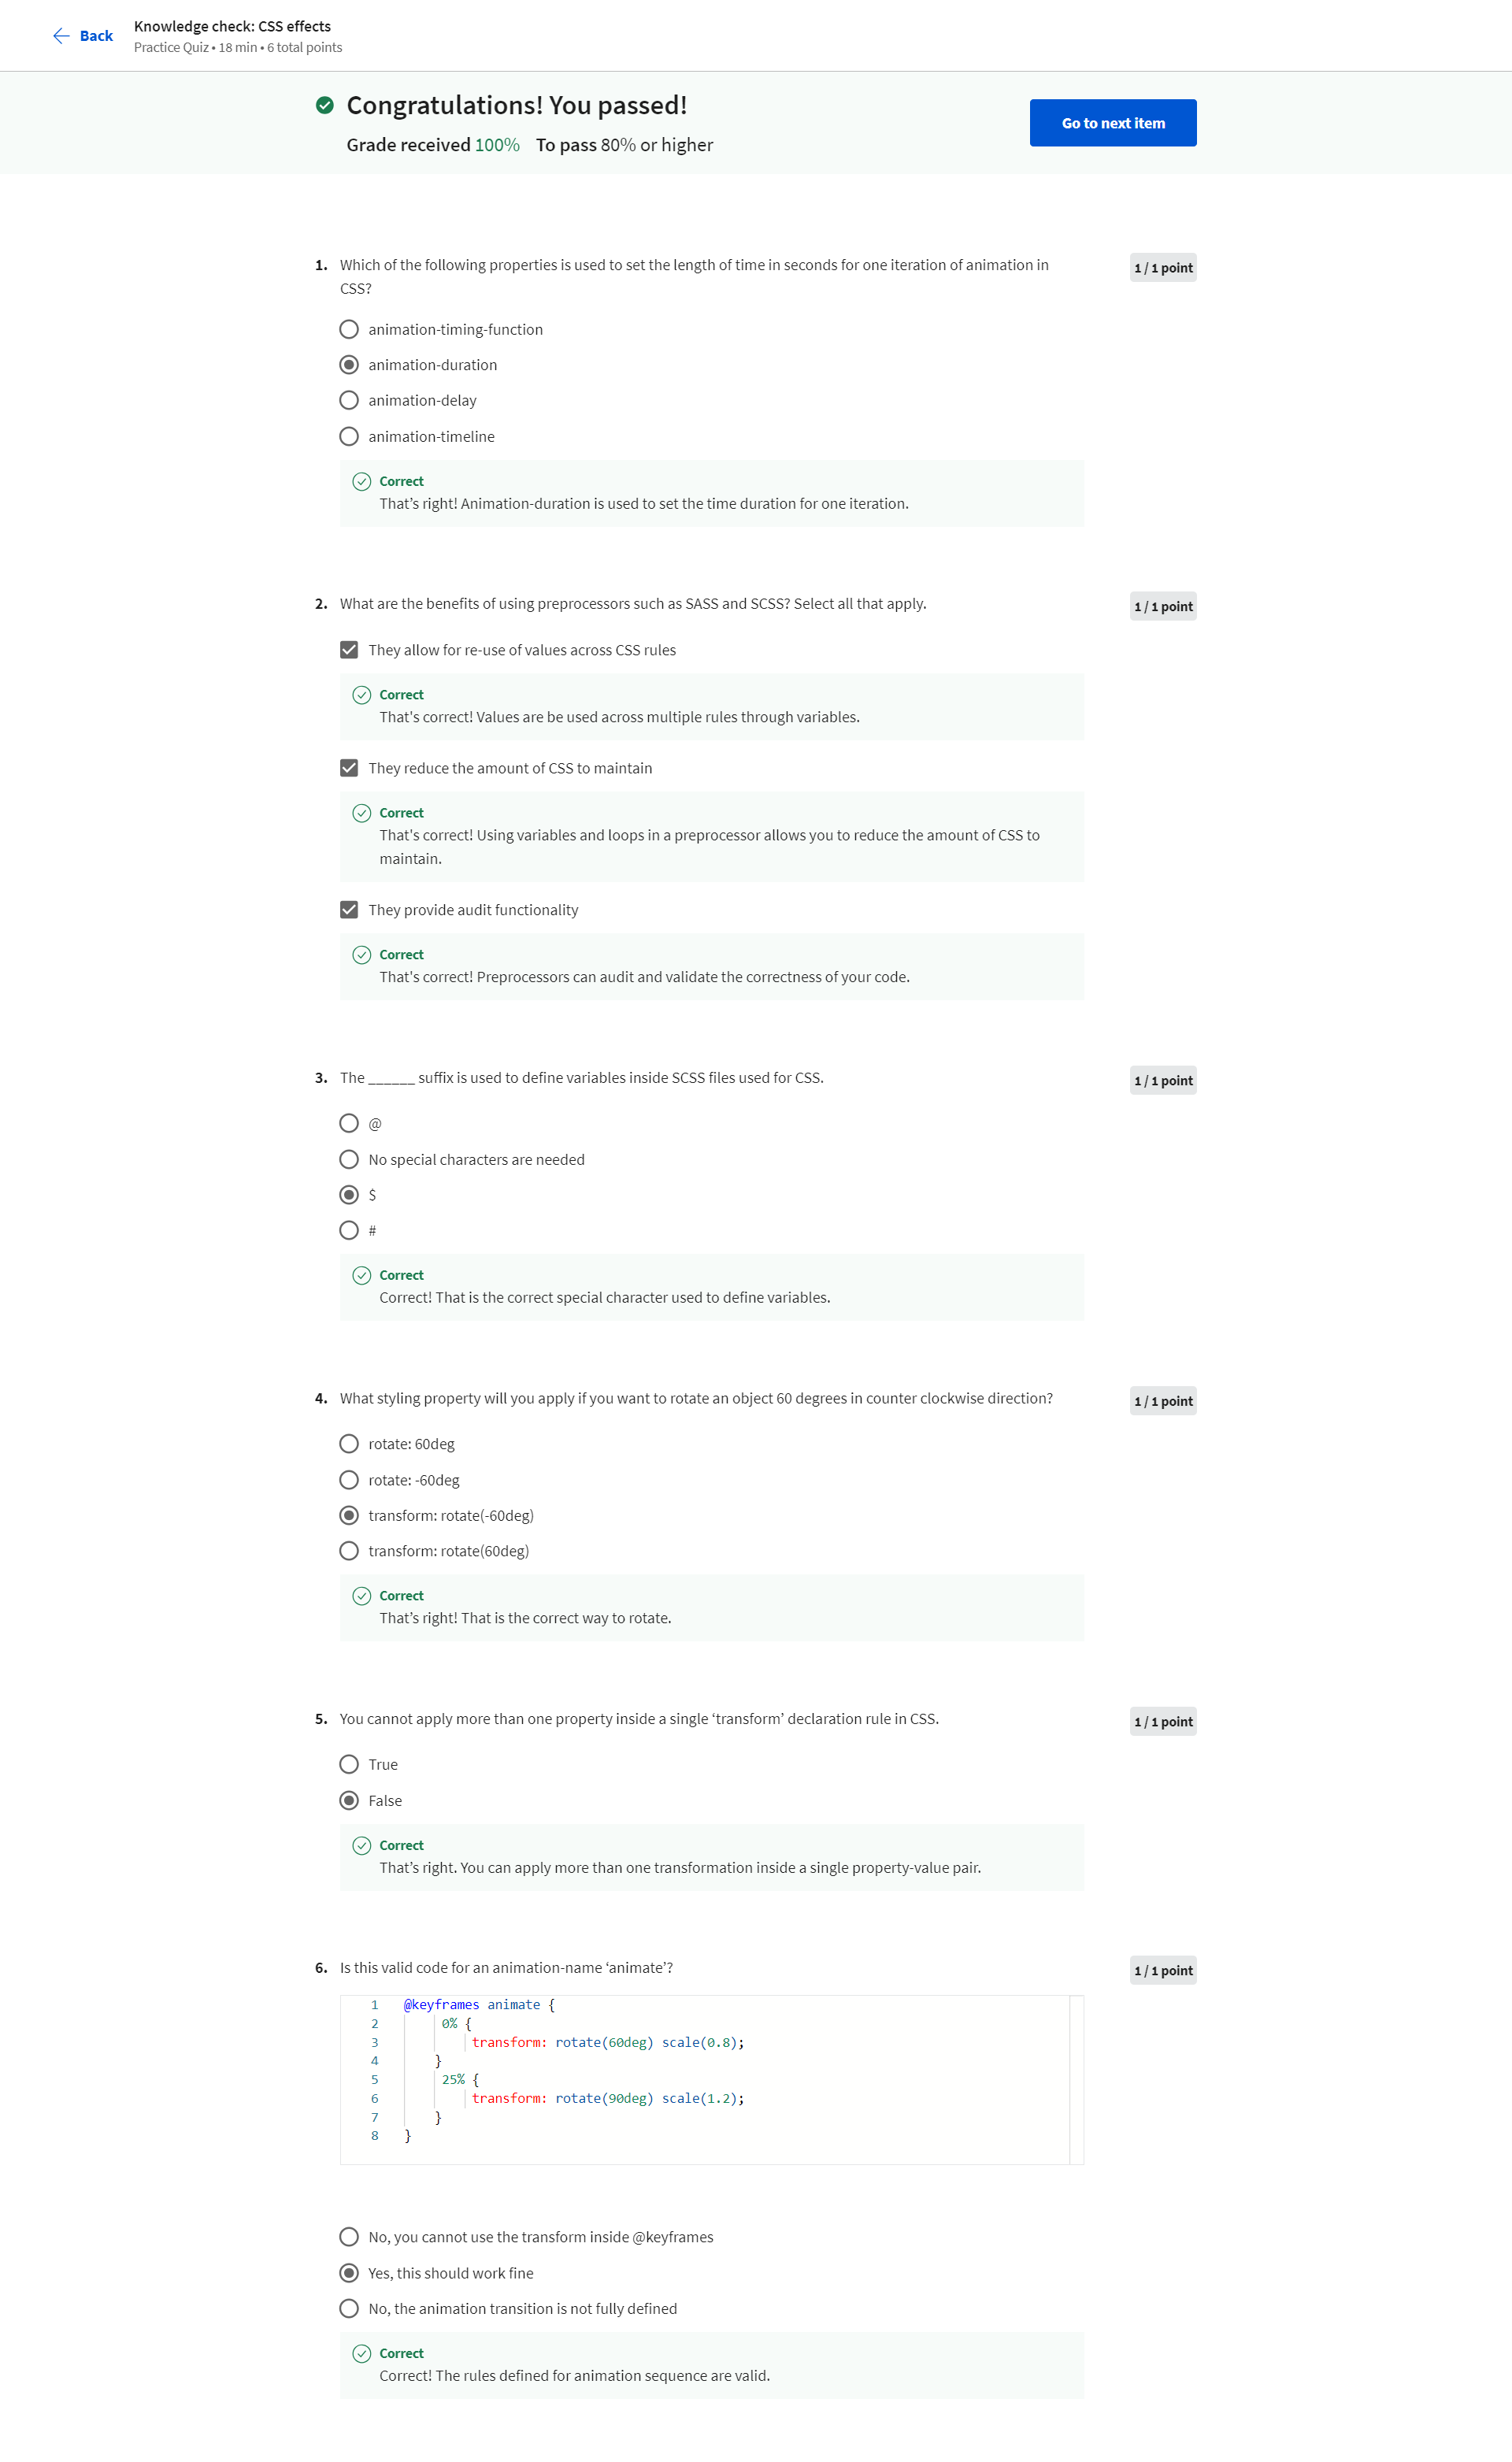 Back
Knowledge check: CSS effects
Practice Quiz • 18 min • 6 total points
Congratulations! You passed!
Grade received 100% To pass 80% or higher
Go to next item
1. Which of the following properties is used to set the length of time in seconds for one iteration of animation in
CSS?
1 / 1 point
animation-timing-function
animation-duration
animation-delay
animation-timeline
Correct
That’s right! Animation-duration is used to set the time duration for one iteration.
2. What are the benefits of using preprocessors such as SASS and SCSS? Select all that apply.
1 / 1 point
They allow for re-use of values across CSS rules
Correct
That's correct! Values are be used across multiple rules through variables.
They reduce the amount of CSS to maintain
Correct
That's correct! Using variables and loops in a preprocessor allows you to reduce the amount of CSS to
maintain.
They provide audit functionality
Correct
That's correct! Preprocessors can audit and validate the correctness of your code.
3. The ______ suffix is used to define variables inside SCSS files used for CSS.
1 / 1 point
@
No special characters are needed
$
#
Correct
Correct! That is the correct special character used to define variables.
4. What styling property will you apply if you want to rotate an object 60 degrees in counter clockwise direction?
1 / 1 point
rotate: 60deg
rotate: -60deg
transform: rotate(-60deg)
transform: rotate(60deg)
Correct
That’s right! That is the correct way to rotate.
5. You cannot apply more than one property inside a single ‘transform’ declaration rule in CSS.
1 / 1 point
True
False
Correct
That’s right. You can apply more than one transformation inside a single property-value pair.
6. Is this valid code for an animation-name ‘animate’?
1 / 1 point
1 @keyframes animate {
2 0% {
3 transform: rotate(60deg) scale(0.8);
4 }
5 25% {
6 transform: rotate(90deg) scale(1.2);
7 }
8 }
No, you cannot use the transform inside @keyframes
Yes, this should work fine
No, the animation transition is not fully defined
Correct
Correct! The rules defined for animation sequence are valid.